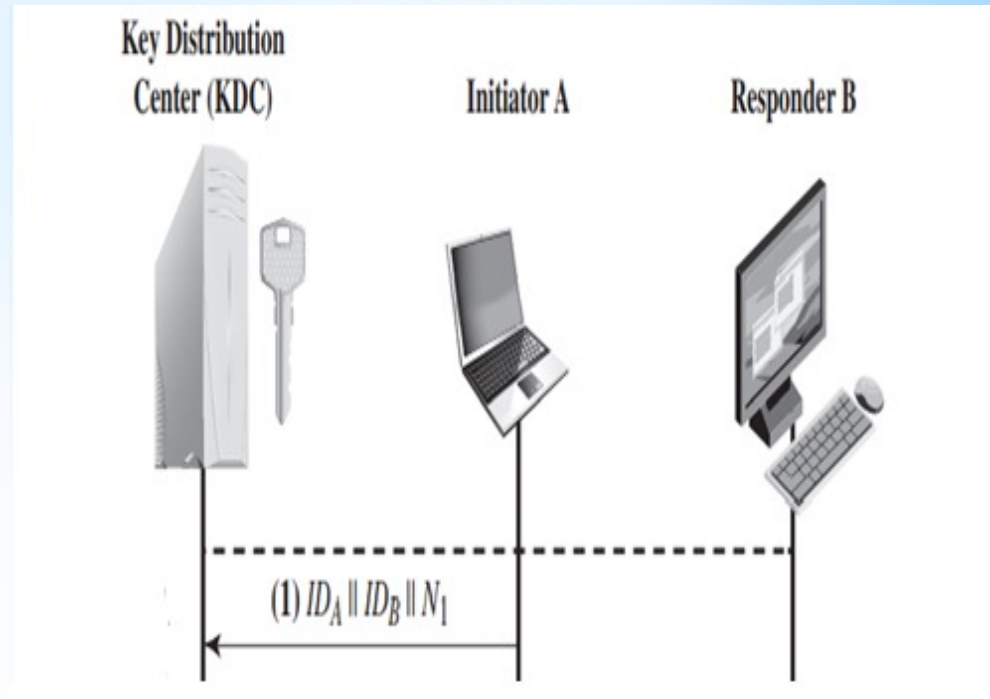 Key Distribution
Center (KDC)
Initiator A
Responder B
(1) ID_A || ID_B || N_1